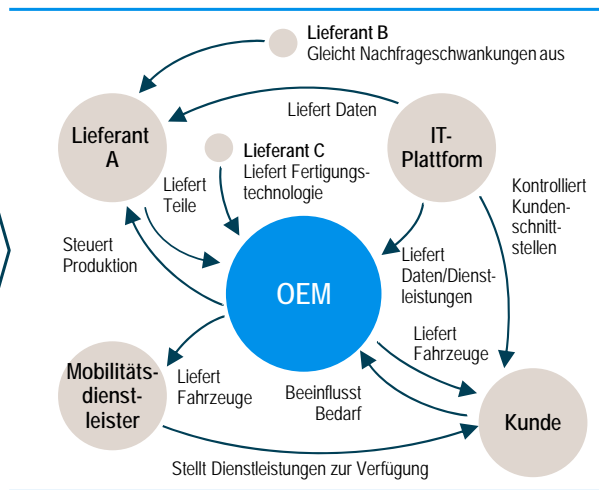 Lieferant B
Gleicht Nachfrageschwankungen aus
Liefert Daten
Lieferant
A
IT-
Plattform
Lieferant C
Liefert Fertigungs-
technologie
Liefert
Teile
Kontrolliert
Kunden-
schnitt-
stellen
Steuert
Produktion
OEM
Liefert
Daten/Dienst-
leistungen
Liefert
Fahrzeuge
Mobilitäts-
dienst-
leister
Liefert
Fahrzeuge
Beeinflusst
Bedarf
Kunde
Stellt Dienstleistungen zur Verfügung